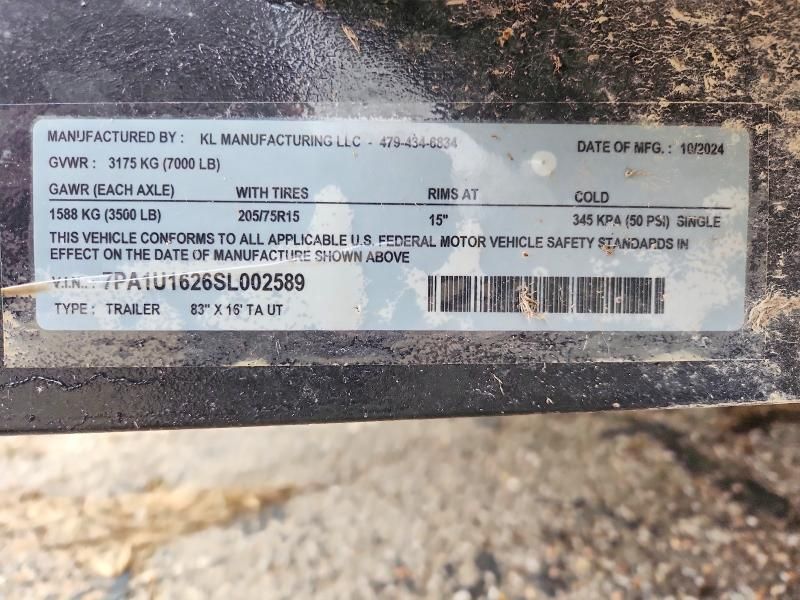 MANUFACTURED BY : KL MANUFACTURING LLC - 479-434-6834 DATE OF MFG. : 10/2024
GVWR : 3175 KG (7000 LB)
GAWR (EACH AXLE) WITH TIRES RIMS AT COLD
1588 KG (3500 LB) 205/75R15 15" 345 KPA (50 PSI) SINGLE
THIS VEHICLE CONFORMS TO ALL APPLICABLE U.S. FEDERAL MOTOR VEHICLE SAFETY STANDARDS IN
EFFECT ON THE DATE OF MANUFACTURE SHOWN ABOVE
V.I.N.: 7PA1U1626SL002589
TYPE : TRAILER 83" X 16' TA UT